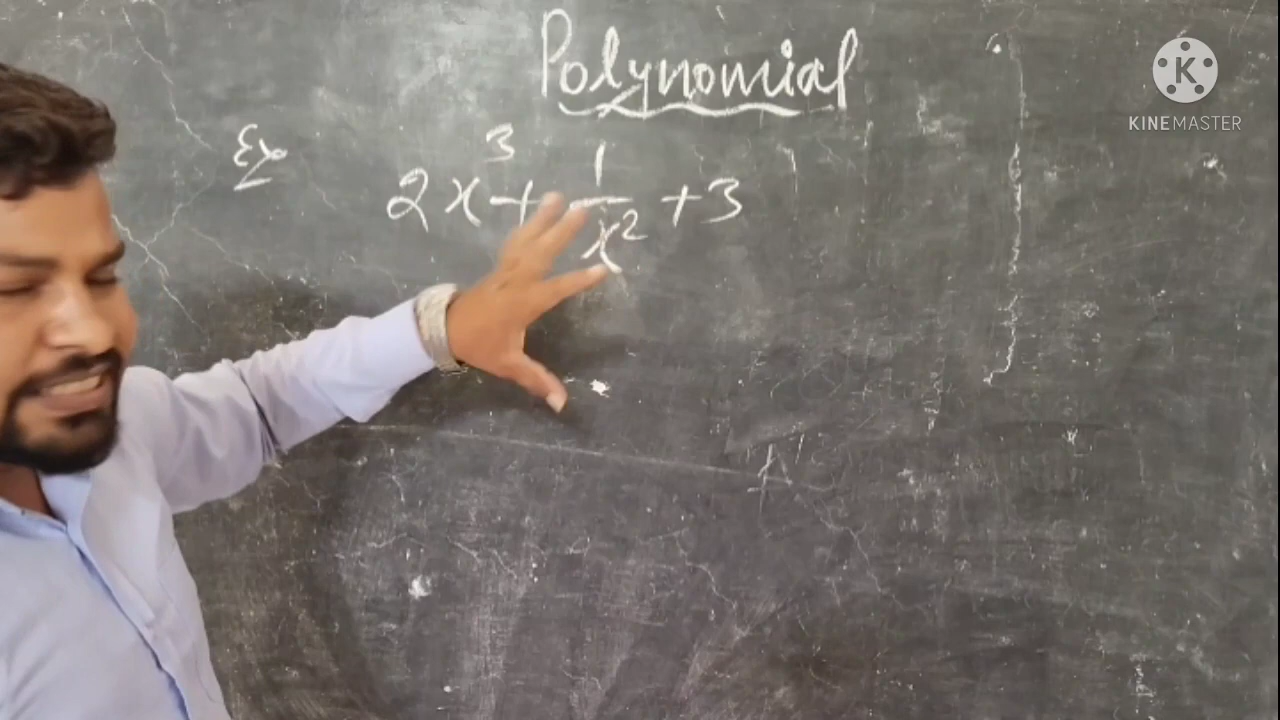 Polynomial
Ex 2x³ + 1/x² + 3
K
KINEMASTER